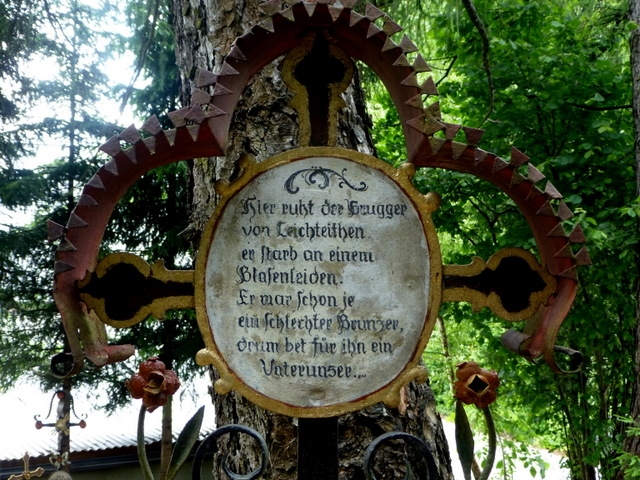 Hier ruht der Brugger
von Leichteithen
er starb an einem
Blasenleiden.
Er war schon je
ein schlechter Brunzer,
drum bet für ihn ein
Vaterunser...